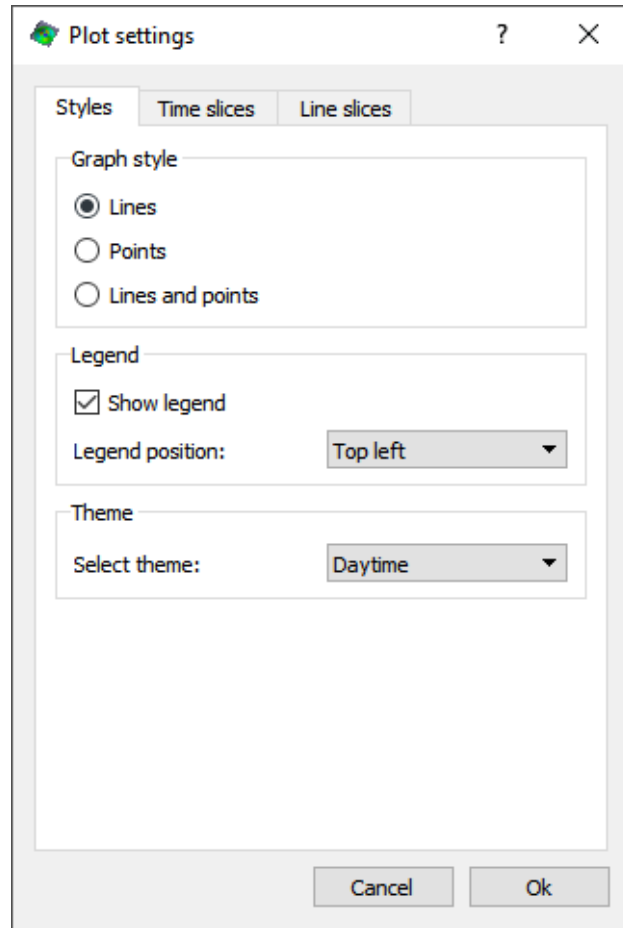 Plot settings ?
Styles Time slices Line slices
Graph style
Lines
Points
Lines and points
Legend
Show legend
Legend position: Top left
Theme
Select theme: Daytime
Cancel Ok